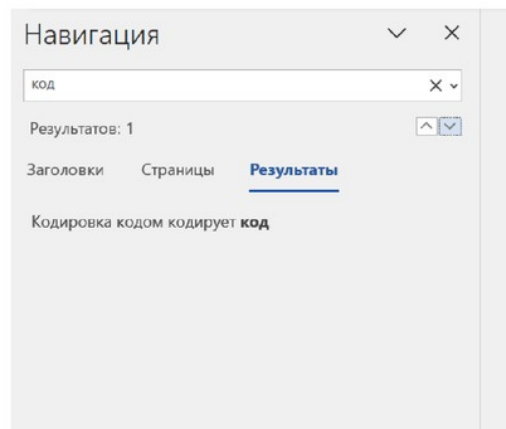 Навигация
код
Результатов: 1
Заголовки Страницы Результаты
Кодировка кодом кодирует код